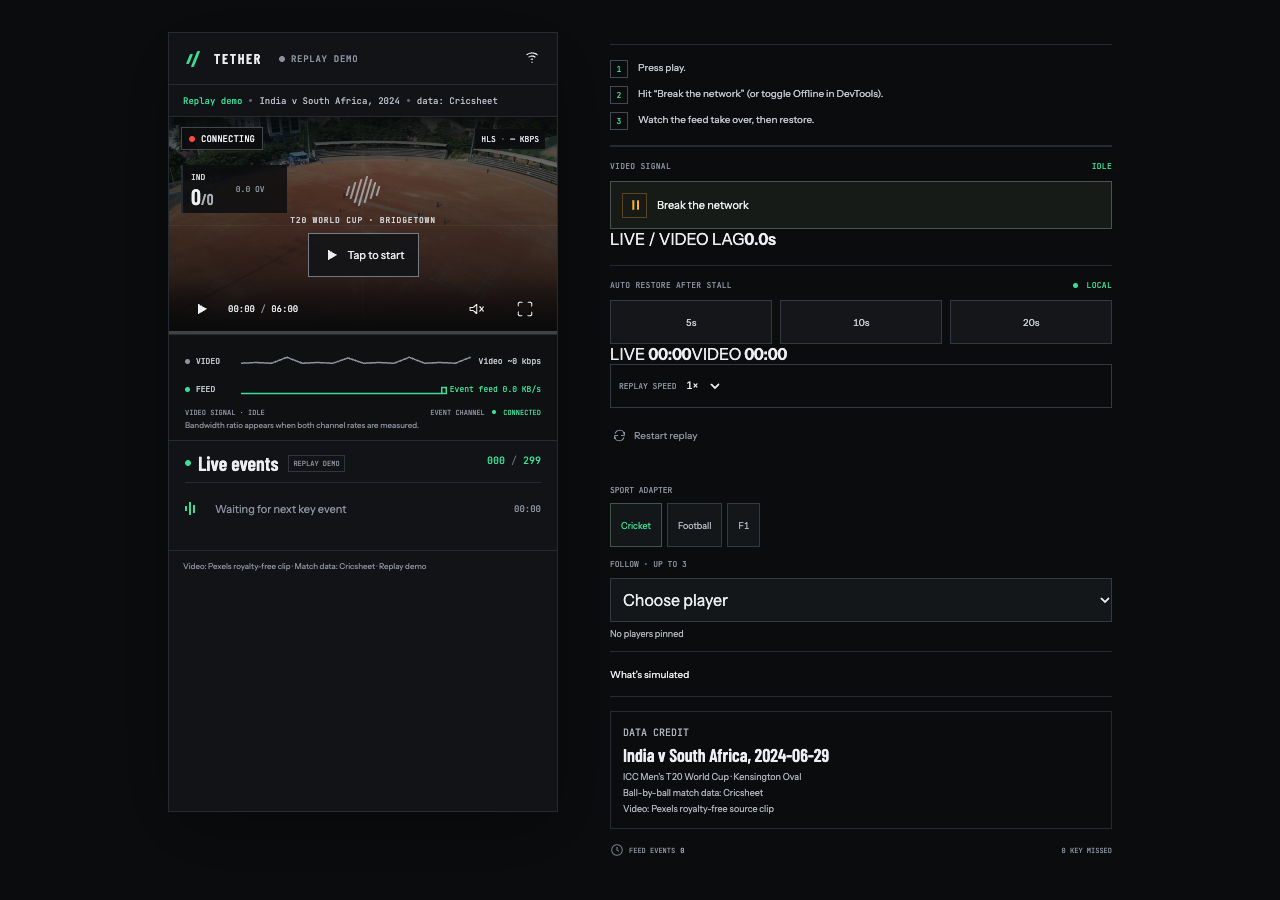 TETHER
REPLAY DEMO
Replay demo • India v South Africa, 2024 • data: Cricsheet
CONNECTING
HLS · — KBPS
IND
0/0
0.0 OV
T20 WORLD CUP · BRIDGETOWN
Tap to start
00:00 / 06:00
VIDEO
Video ~0 kbps
FEED
Event feed 0.0 KB/s
VIDEO SIGNAL · IDLE
EVENT CHANNEL • CONNECTED
Bandwidth ratio appears when both channel rates are measured.
Live events
REPLAY DEMO
000 / 299
Waiting for next key event
00:00
Video: Pexels royalty-free clip · Match data: Cricsheet · Replay demo
1 Press play.
2 Hit “Break the network” (or toggle Offline in DevTools).
3 Watch the feed take over, then restore.
VIDEO SIGNAL
IDLE
Break the network
LIVE / VIDEO LAG0.0s
AUTO RESTORE AFTER STALL
LOCAL
5s
10s
20s
LIVE 00:00VIDEO 00:00
REPLAY SPEED 1×
Restart replay
SPORT ADAPTER
Cricket
Football
F1
FOLLOW · UP TO 3
Choose player
No players pinned
What's simulated
DATA CREDIT
India v South Africa, 2024-06-29
ICC Men's T20 World Cup · Kensington Oval
Ball-by-ball match data: Cricsheet
Video: Pexels royalty-free source clip
FEED EVENTS 0
0 KEY MISSED